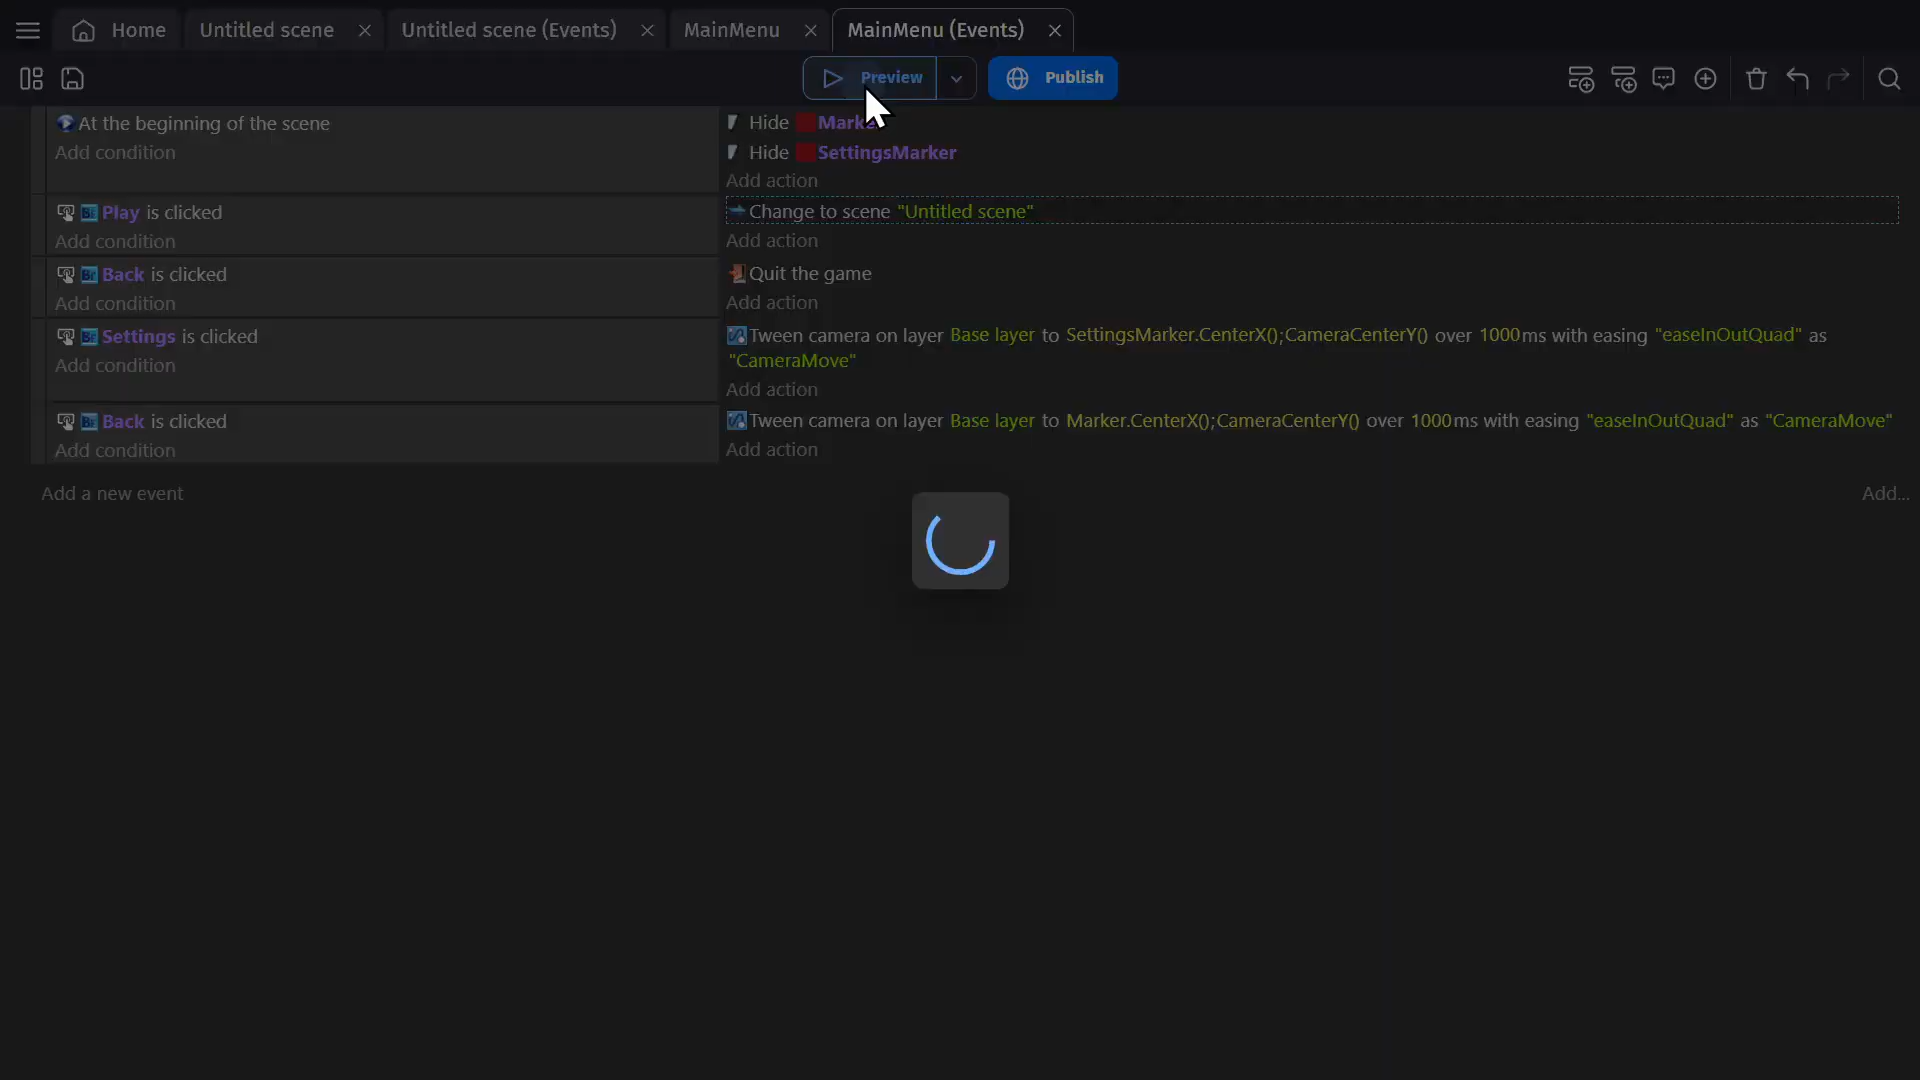 Home
Untitled scene
Untitled scene (Events)
MainMenu
MainMenu (Events)
Preview
Publish
At the beginning of the scene
Add condition
Hide
Hide SettingsMarker
Add action
Play is clicked
Add condition
Change to scene "Untitled scene"
Add action
Back is clicked
Add condition
Quit the game
Add action
Settings is clicked
Add condition
Tween camera on layer Base layer to SettingsMarker.CenterX();CameraCenterY() over 1000ms with easing "easeInOutQuad" as
"CameraMove"
Add action
Back is clicked
Add condition
Tween camera on layer Base layer to Marker.CenterX();CameraCenterY() over 1000ms with easing "easeInOutQuad" as "CameraMove"
Add action
Add a new event
Add...